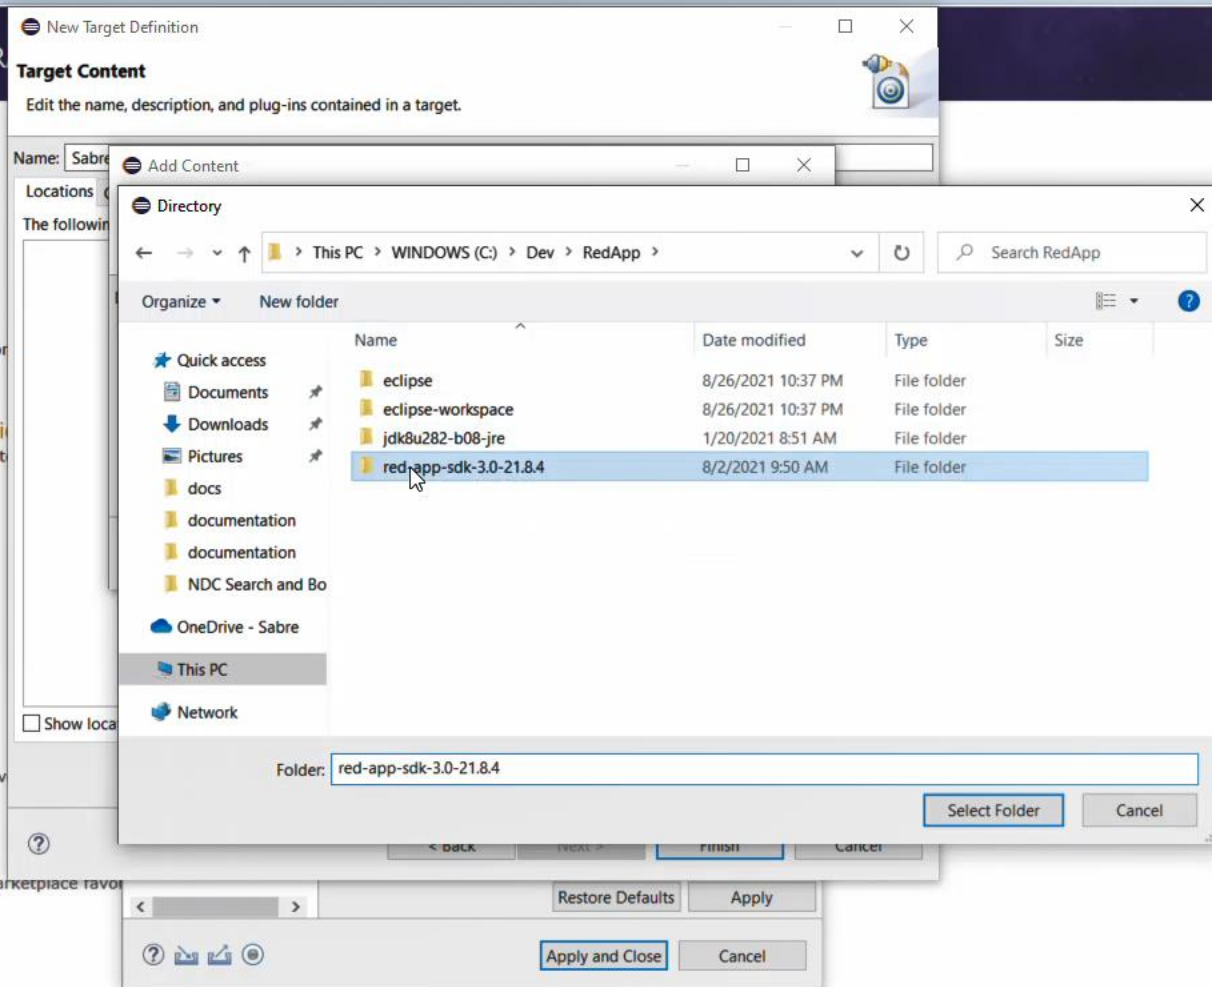 New Target Definition
Target Content
Edit the name, description, and plug-ins contained in a target.
Name: Sabre
Add Content
Locations
The followin
Directory
This PC > WINDOWS (C:) > Dev > RedApp >
Search RedApp
Organize
New folder
Name Date modified Type Size
Quick access
Documents
Downloads
Pictures
docs
documentation
documentation
NDC Search and Bo
OneDrive - Sabre
This PC
Network
eclipse 8/26/2021 10:37 PM File folder
eclipse-workspace 8/26/2021 10:37 PM File folder
jdk8u282-b08-jre 1/20/2021 8:51 AM File folder
red-app-sdk-3.0-21.8.4 8/2/2021 9:50 AM File folder
Show loca
Folder: red-app-sdk-3.0-21.8.4
Select Folder
Cancel
< Back
Next >
Finish
Cancel
arketplace favor
Restore Defaults
Apply
Apply and Close
Cancel